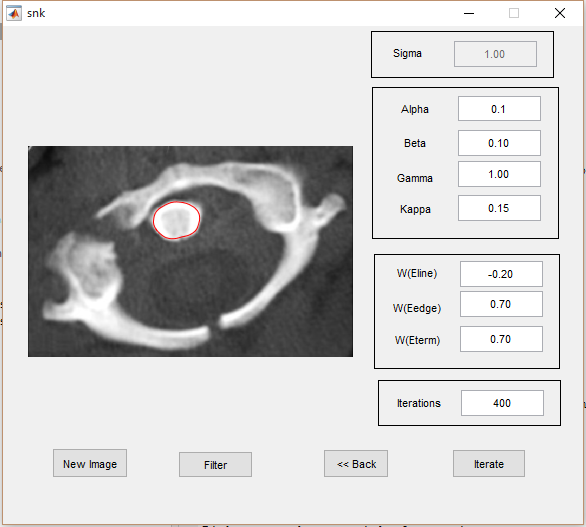 snk
Sigma 1.00
Alpha 0.1
Beta 0.10
Gamma 1.00
Kappa 0.15
W(Eline) -0.20
W(Eedge) 0.70
W(Eterm) 0.70
Iterations 400
New Image Filter << Back Iterate